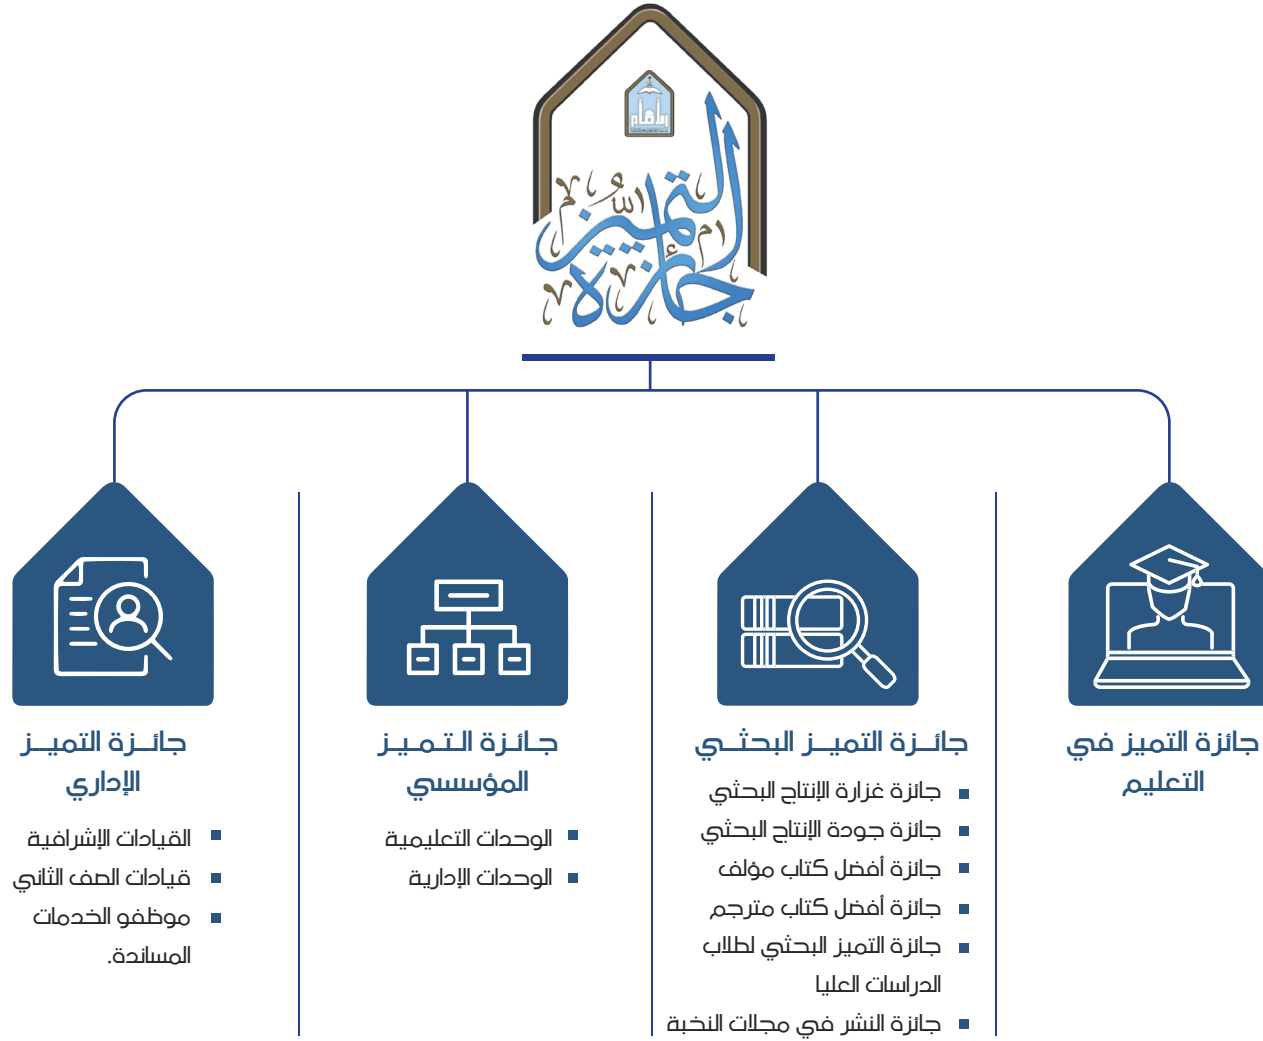 جائزة التميز
جائزة التميز في
التعليم
جائزة التميز البحثي
جائزة غزارة الإنتاج البحثي
جائزة جودة الإنتاج البحثي
جائزة أفضل كتاب مؤلف
جائزة أفضل كتاب مترجم
جائزة التميز البحثي لطلاب
الدراسات العليا
جائزة النشر في مجلات النخبة
جائزة التميز
المؤسسي
الوحدات التعليمية
الوحدات الإدارية
جائزة التميز
الإداري
القيادات الإشرافية
قيادات الصف الثاني
موظفو الخدمات
المساندة.